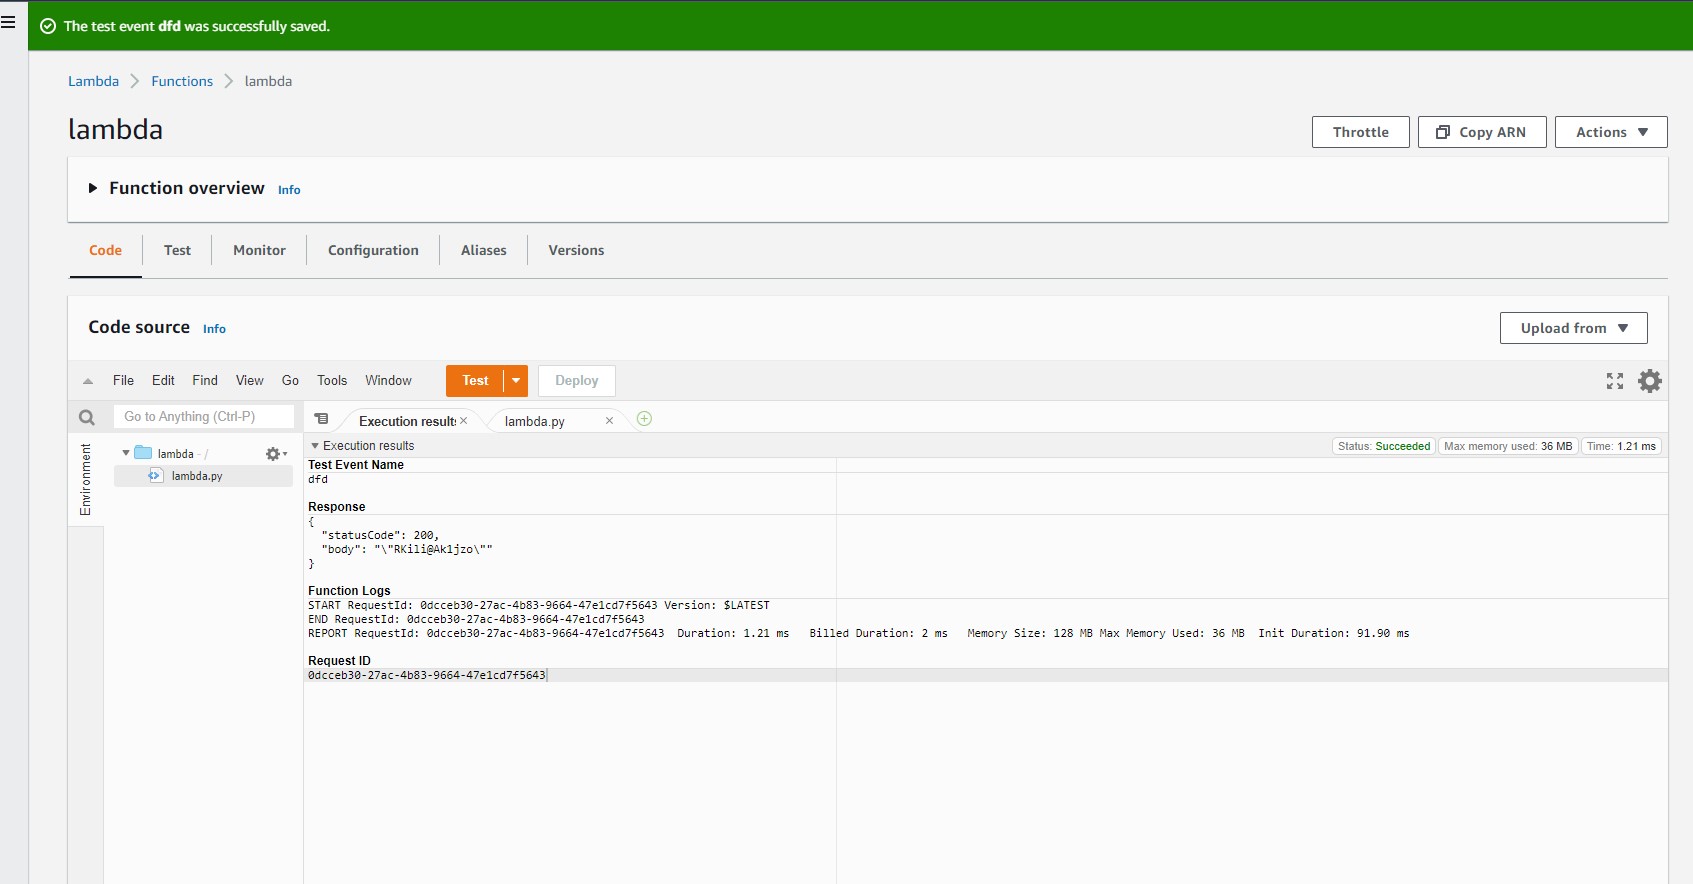 The test event dfd was successfully saved.
Lambda > Functions > lambda
lambda
Throttle
Copy ARN
Actions
Function overview Info
Code
Test
Monitor
Configuration
Aliases
Versions
Code source Info
Upload from
File Edit Find View Go Tools Window
Test
Deploy
Go to Anything (Ctrl-P)
Execution results
lambda.py
Environment
lambda - /
lambda.py
Execution results
Status: Succeeded
Max memory used: 36 MB
Time: 1.21 ms
Test Event Name
dfd
Response
{
"statusCode": 200,
"body": "\"RKili@Ak1jzo\""
}
Function Logs
START RequestId: 0dcceb30-27ac-4b83-9664-47e1cd7f5643 Version: $LATEST
END RequestId: 0dcceb30-27ac-4b83-9664-47e1cd7f5643
REPORT RequestId: 0dcceb30-27ac-4b83-9664-47e1cd7f5643 Duration: 1.21 ms Billed Duration: 2 ms Memory Size: 128 MB Max Memory Used: 36 MB Init Duration: 91.90 ms
Request ID
0dcceb30-27ac-4b83-9664-47e1cd7f5643